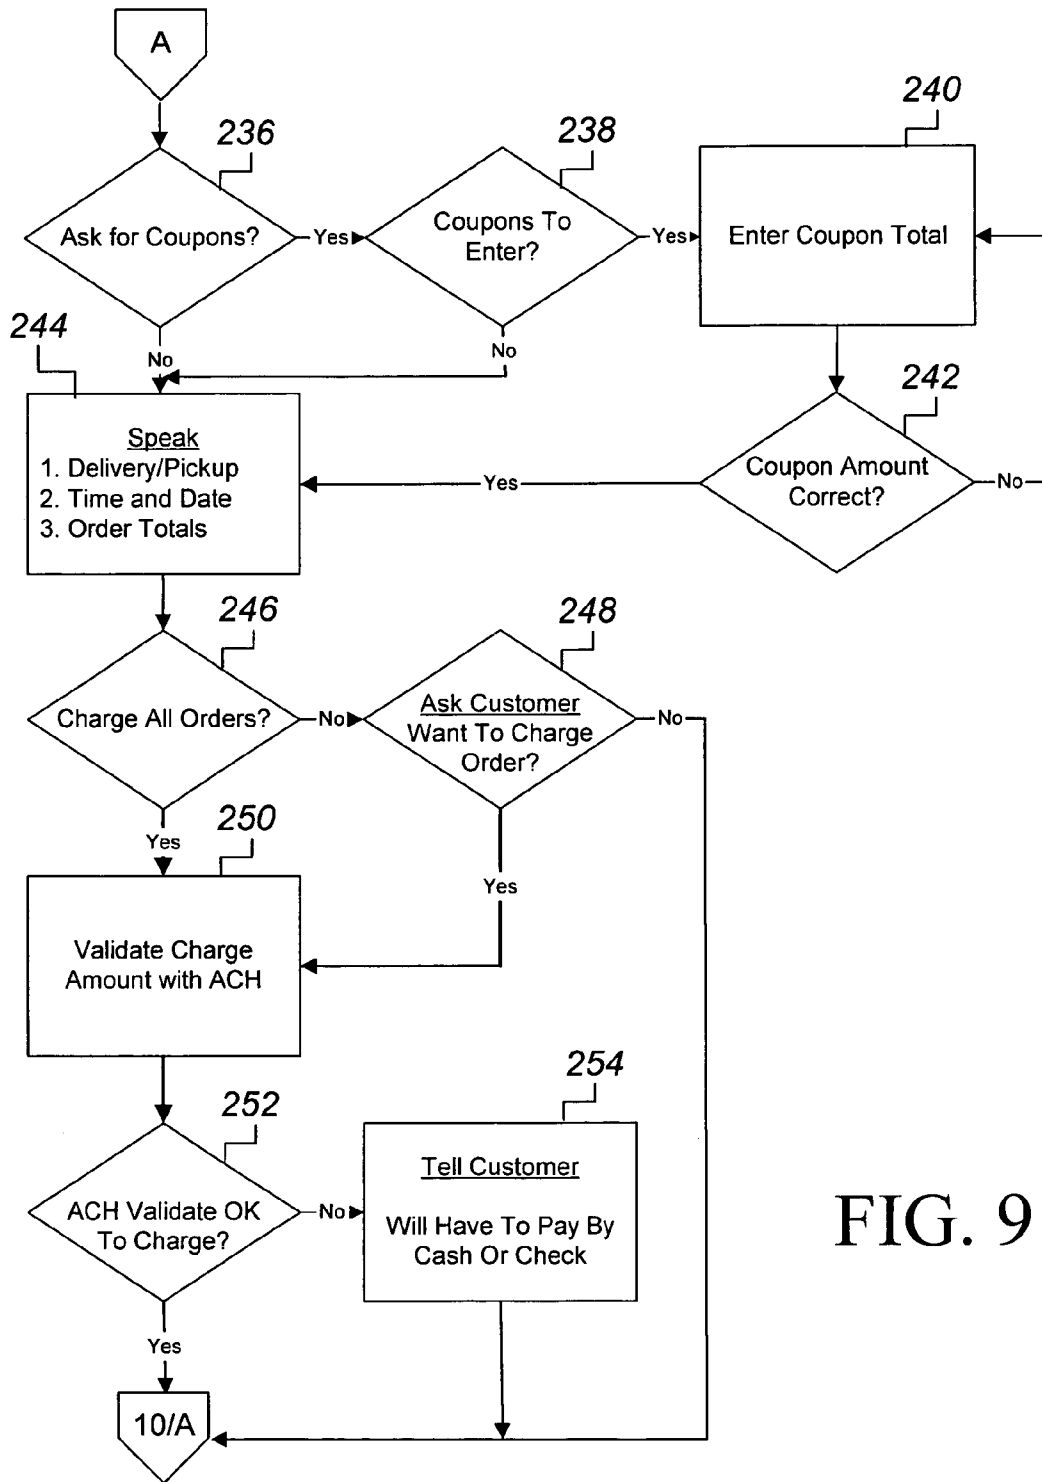 A
236
238
240
Ask for Coupons?
Yes
Coupons To
Enter?
Yes
Enter Coupon Total
244
No
No
242
Speak
1. Delivery/Pickup
2. Time and Date
3. Order Totals
Yes
Coupon Amount
Correct?
No
246
248
Charge All Orders?
No
Ask Customer
Want To Charge
Order?
No
Yes
250
Yes
Validate Charge
Amount with ACH
252
254
ACH Validate OK
To Charge?
No
Tell Customer
Will Have To Pay By
Cash Or Check
Yes
10/A
FIG. 9